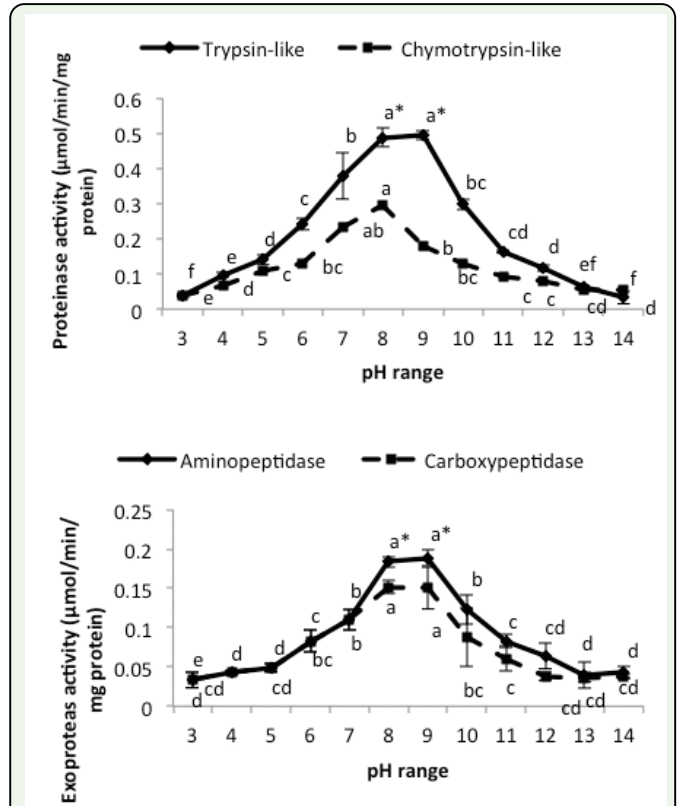 Trypsin-like Chymotrypsin-like
Proteinase activity (µmol/min/mg
protein)
0.6
0.5
0.4
0.3
0.2
0.1
0
a* a*
b
bc
a
c
ab
d cd
d
e b
f c bc bc ef
f
e d c c cd d
3 4 5 6 7 8 9 10 11 12 13 14
pH range
Aminopeptidase Carboxypeptidase
Exoproteas activity (µmol/min/
mg protein)
0.25
0.2
0.15
0.1
0.05
0
a* a*
b b
a
c c
a cd
b
e d d bc d d
cd cd bc c cd
d cd cd
3 4 5 6 7 8 9 10 11 12 13 14
pH range